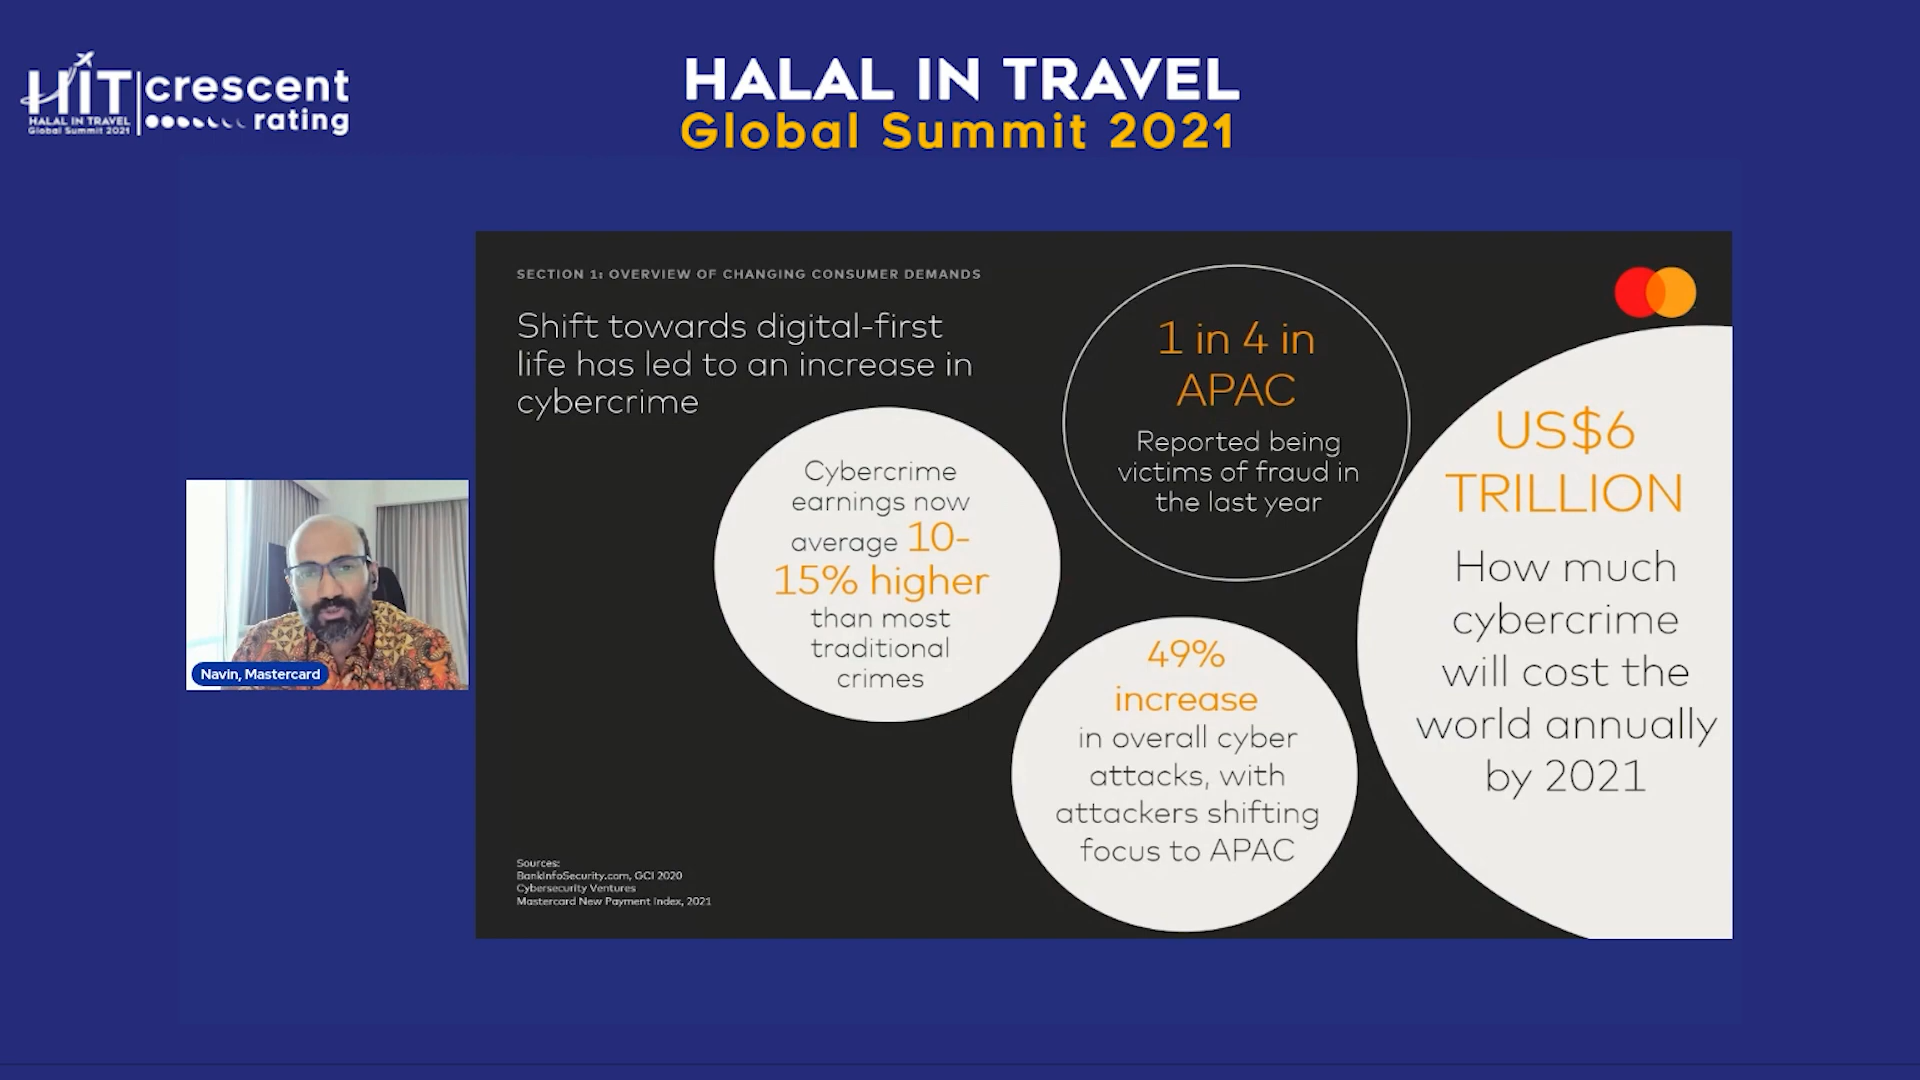 HiT
HALAL IN TRAVEL
Global Summit 2021
crescent
rating
HALAL IN TRAVEL
Global Summit 2021
SECTION 1: OVERVIEW OF CHANGING CONSUMER DEMANDS
Shift towards digital-first
life has led to an increase in
cybercrime
Cybercrime
earnings now
average 10-
15% higher
than most
traditional
crimes
1 in 4 in
APAC
Reported being
victims of fraud in
the last year
49%
increase
in overall cyber
attacks, with
attackers shifting
focus to APAC
US$6
TRILLION
How much
cybercrime
will cost the
world annually
by 2021
Navin, Mastercard
Sources:
BankInfoSecurity.com, GCI 2020
Cybersecurity Ventures
Mastercard New Payment Index, 2021